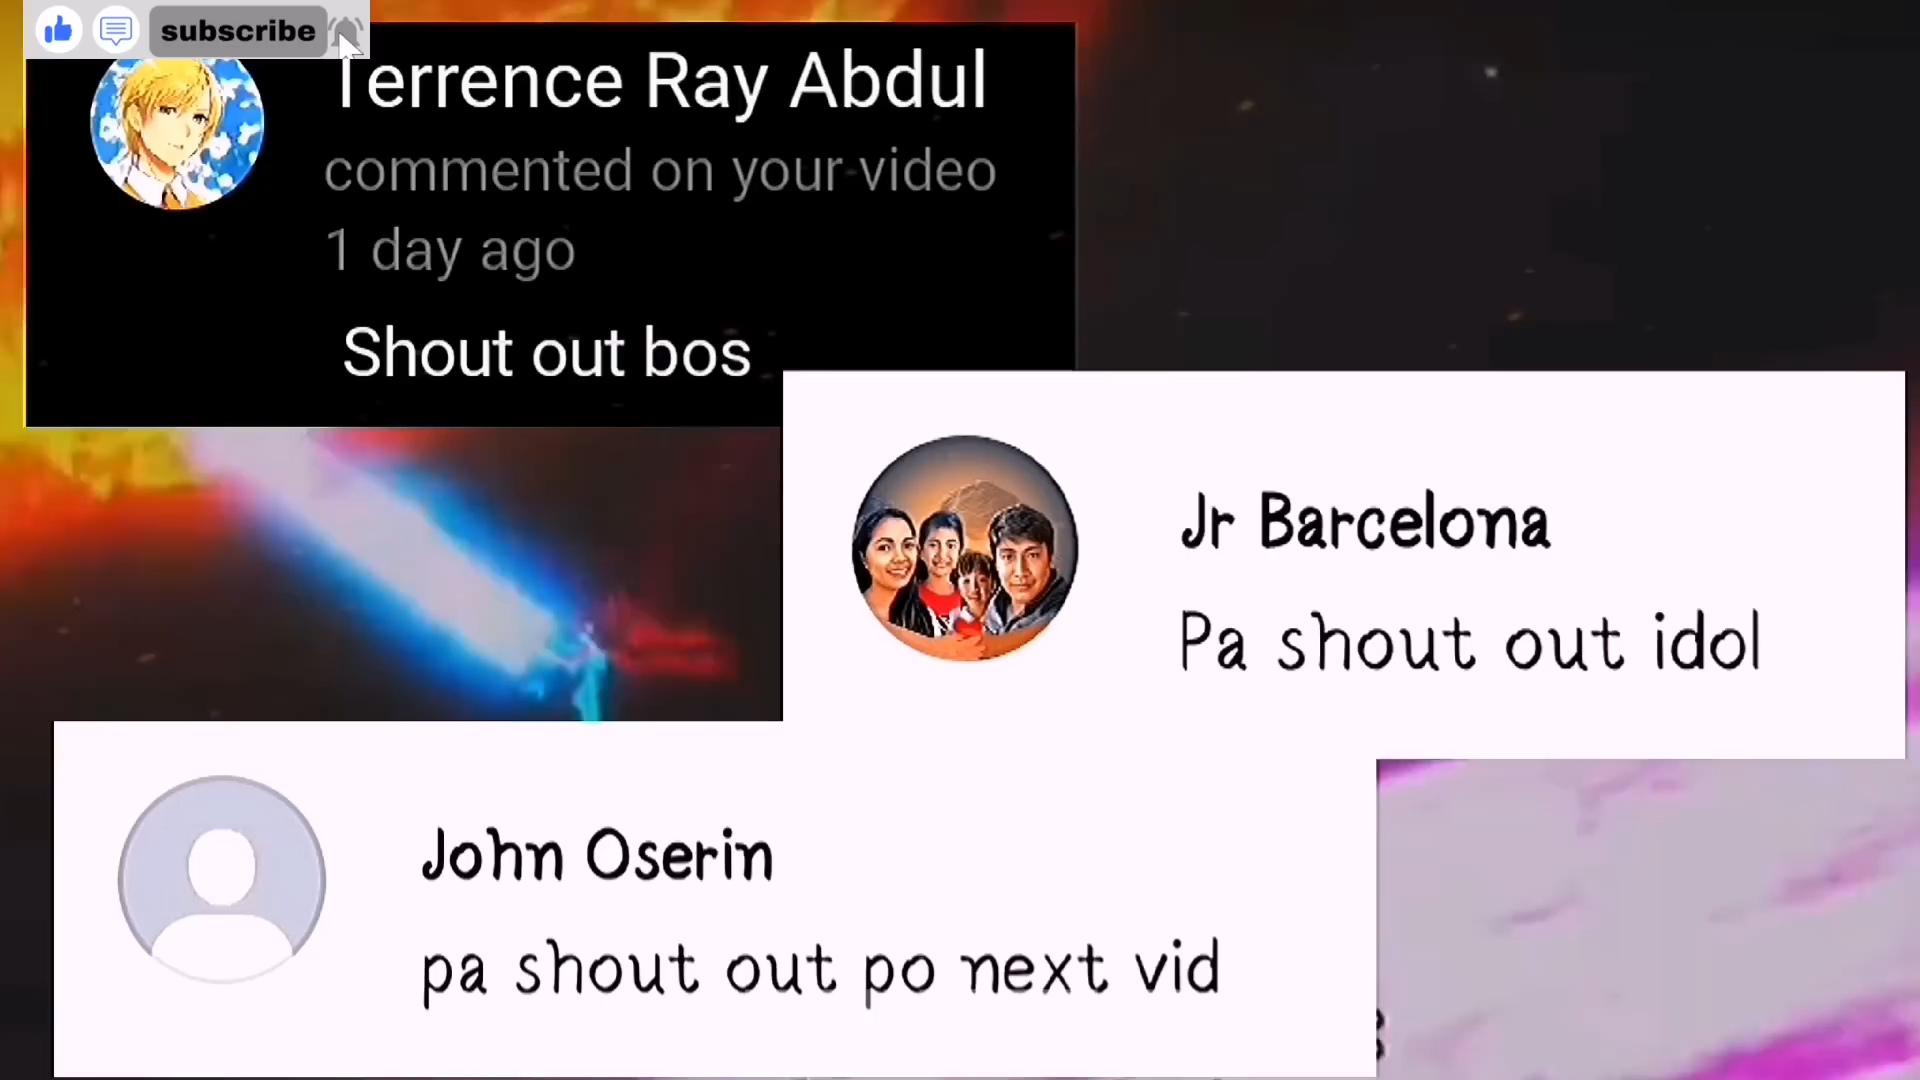 subscribe
Terrence Ray Abdul
commented on your video
1 day ago
Shout out bos
Jr Barcelona
Pa shout out idol
John Oserin
pa shout out po next vid